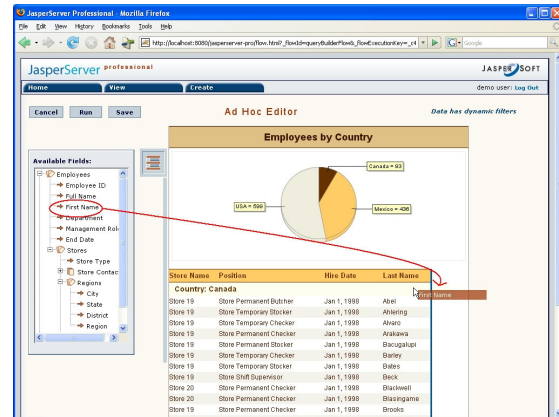 JasperServer Professional - Mozilla Firefox
File Edit View History Bookmarks Tools Help
http://localhost:8080/jasperserver-pro/flow.html?_flowId=queryBuilderFlow&_flowExecutionKey=_c4
Google
JasperServer professional
JASPERSOFT
Home View Create
demo user: Log Out
Cancel Run Save
Ad Hoc Editor
Data has dynamic filters
Employees by Country
Canada = 93
USA = 599
Mexico = 436
Available Fields:
Employees
Employee ID
Full Name
First Name
Department
Management Role
End Date
Stores
Store Type
Store Contac
Regions
City
State
District
Region
Store Name Position Hire Date Last Name
First Name
Country: Canada
Store 19 Store Permanent Butcher Jan 1, 1998 Abel
Store 19 Store Temporary Stocker Jan 1, 1998 Ahlering
Store 19 Store Temporary Checker Jan 1, 1998 Alvaro
Store 19 Store Permanent Checker Jan 1, 1998 Arakawa
Store 19 Store Permanent Stocker Jan 1, 1998 Bacugalupi
Store 19 Store Temporary Checker Jan 1, 1998 Barley
Store 19 Store Temporary Stocker Jan 1, 1998 Bates
Store 19 Store Shift Supervisor Jan 1, 1998 Beck
Store 20 Store Permanent Checker Jan 1, 1998 Blackwell
Store 20 Store Permanent Checker Jan 1, 1998 Blasingame
Store 19 Store Permanent Checker Jan 1, 1998 Brooks